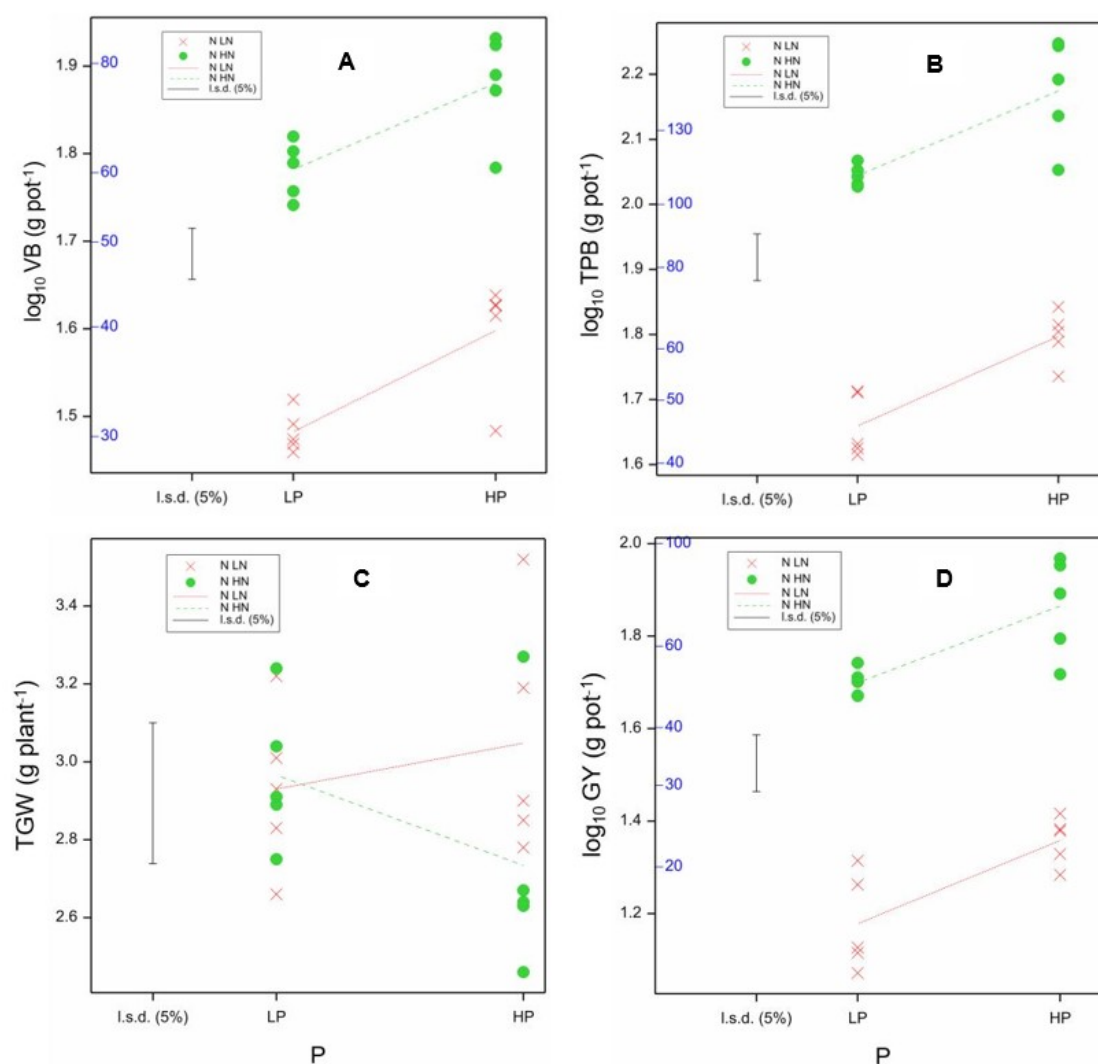 A
× N LN
● N HN
N LN
N HN
l.s.d. (5%)
log₁₀ VB (g pot⁻¹)
1.9
1.8
1.7
1.6
1.5
80
60
50
40
30
l.s.d. (5%)
LP
HP
B
× N LN
● N HN
N LN
N HN
l.s.d. (5%)
log₁₀ TPB (g pot⁻¹)
2.2
2.1
2.0
1.9
1.8
1.7
1.6
130
100
80
60
50
40
l.s.d. (5%)
LP
HP
C
× N LN
● N HN
N LN
N HN
l.s.d. (5%)
TGW (g plant⁻¹)
3.4
3.2
3.0
2.8
2.6
l.s.d. (5%)
LP
HP
P
D
× N LN
● N HN
N LN
N HN
l.s.d. (5%)
log₁₀ GY (g pot⁻¹)
2.0
1.8
1.6
1.4
1.2
100
60
40
30
20
l.s.d. (5%)
LP
HP
P